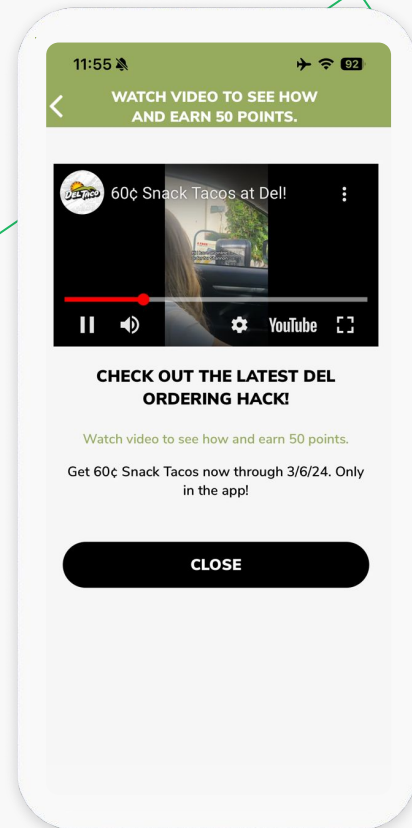 11:55
92
WATCH VIDEO TO SEE HOW
AND EARN 50 POINTS.
DEL TACO
60¢ Snack Tacos at Del!
YouTube
CHECK OUT THE LATEST DEL
ORDERING HACK!
Watch video to see how and earn 50 points.
Get 60¢ Snack Tacos now through 3/6/24. Only
in the app!
CLOSE